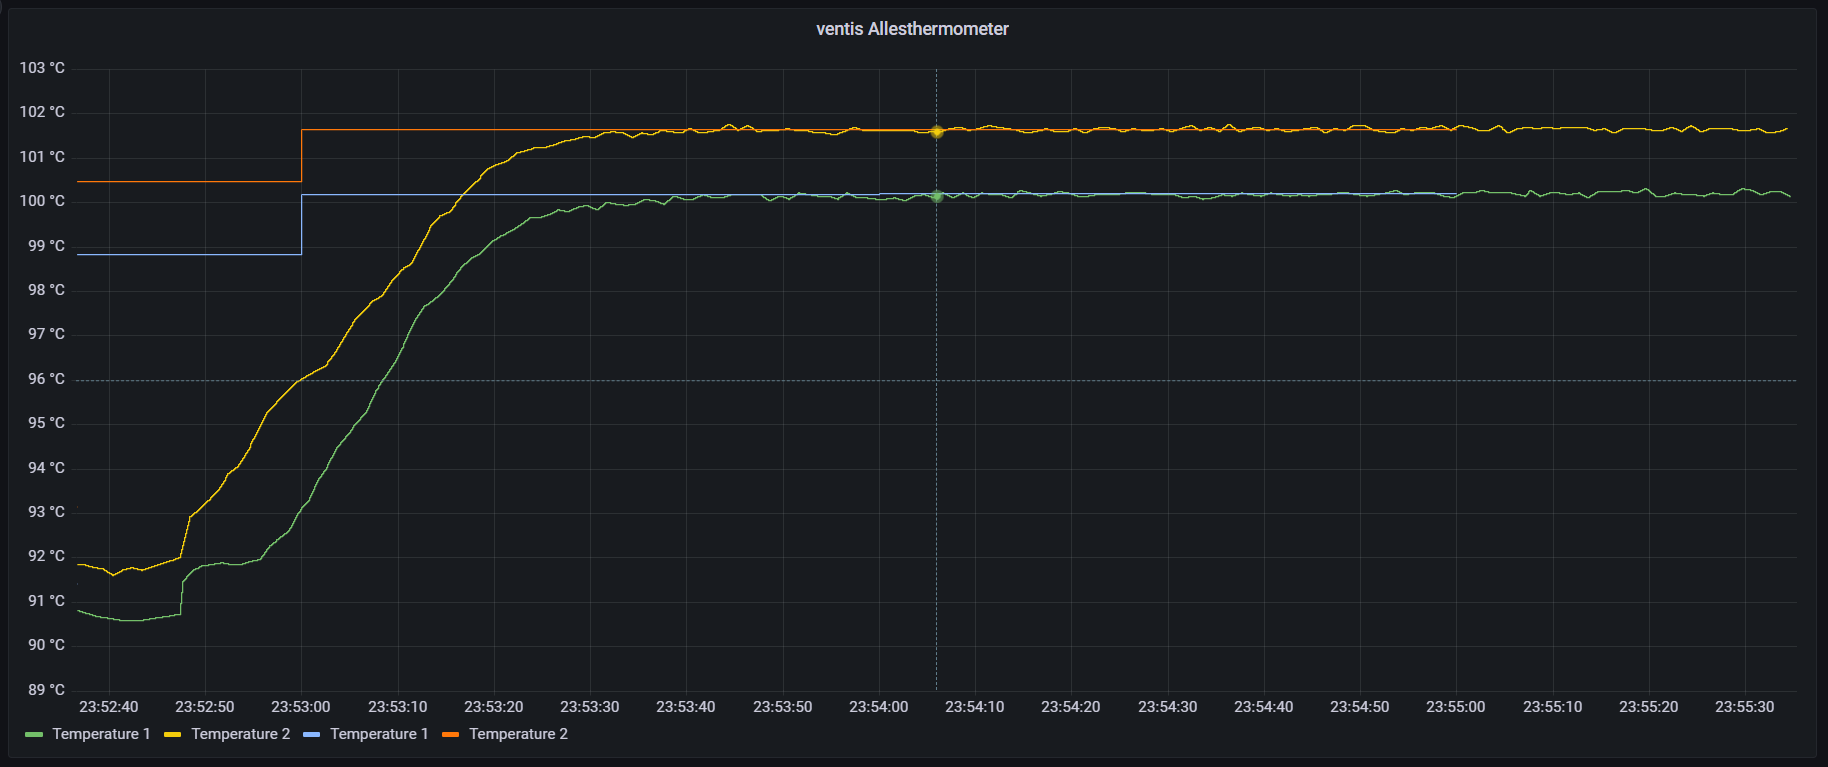 ventis Allesthermometer
103 °C
102 °C
101 °C
100 °C
99 °C
98 °C
97 °C
96 °C
95 °C
94 °C
93 °C
92 °C
91 °C
90 °C
89 °C
23:52:40 23:52:50 23:53:00 23:53:10 23:53:20 23:53:30 23:53:40 23:53:50 23:54:00 23:54:10 23:54:20 23:54:30 23:54:40 23:54:50 23:55:00 23:55:10 23:55:20 23:55:30
Temperature 1 Temperature 2 Temperature 1 Temperature 2